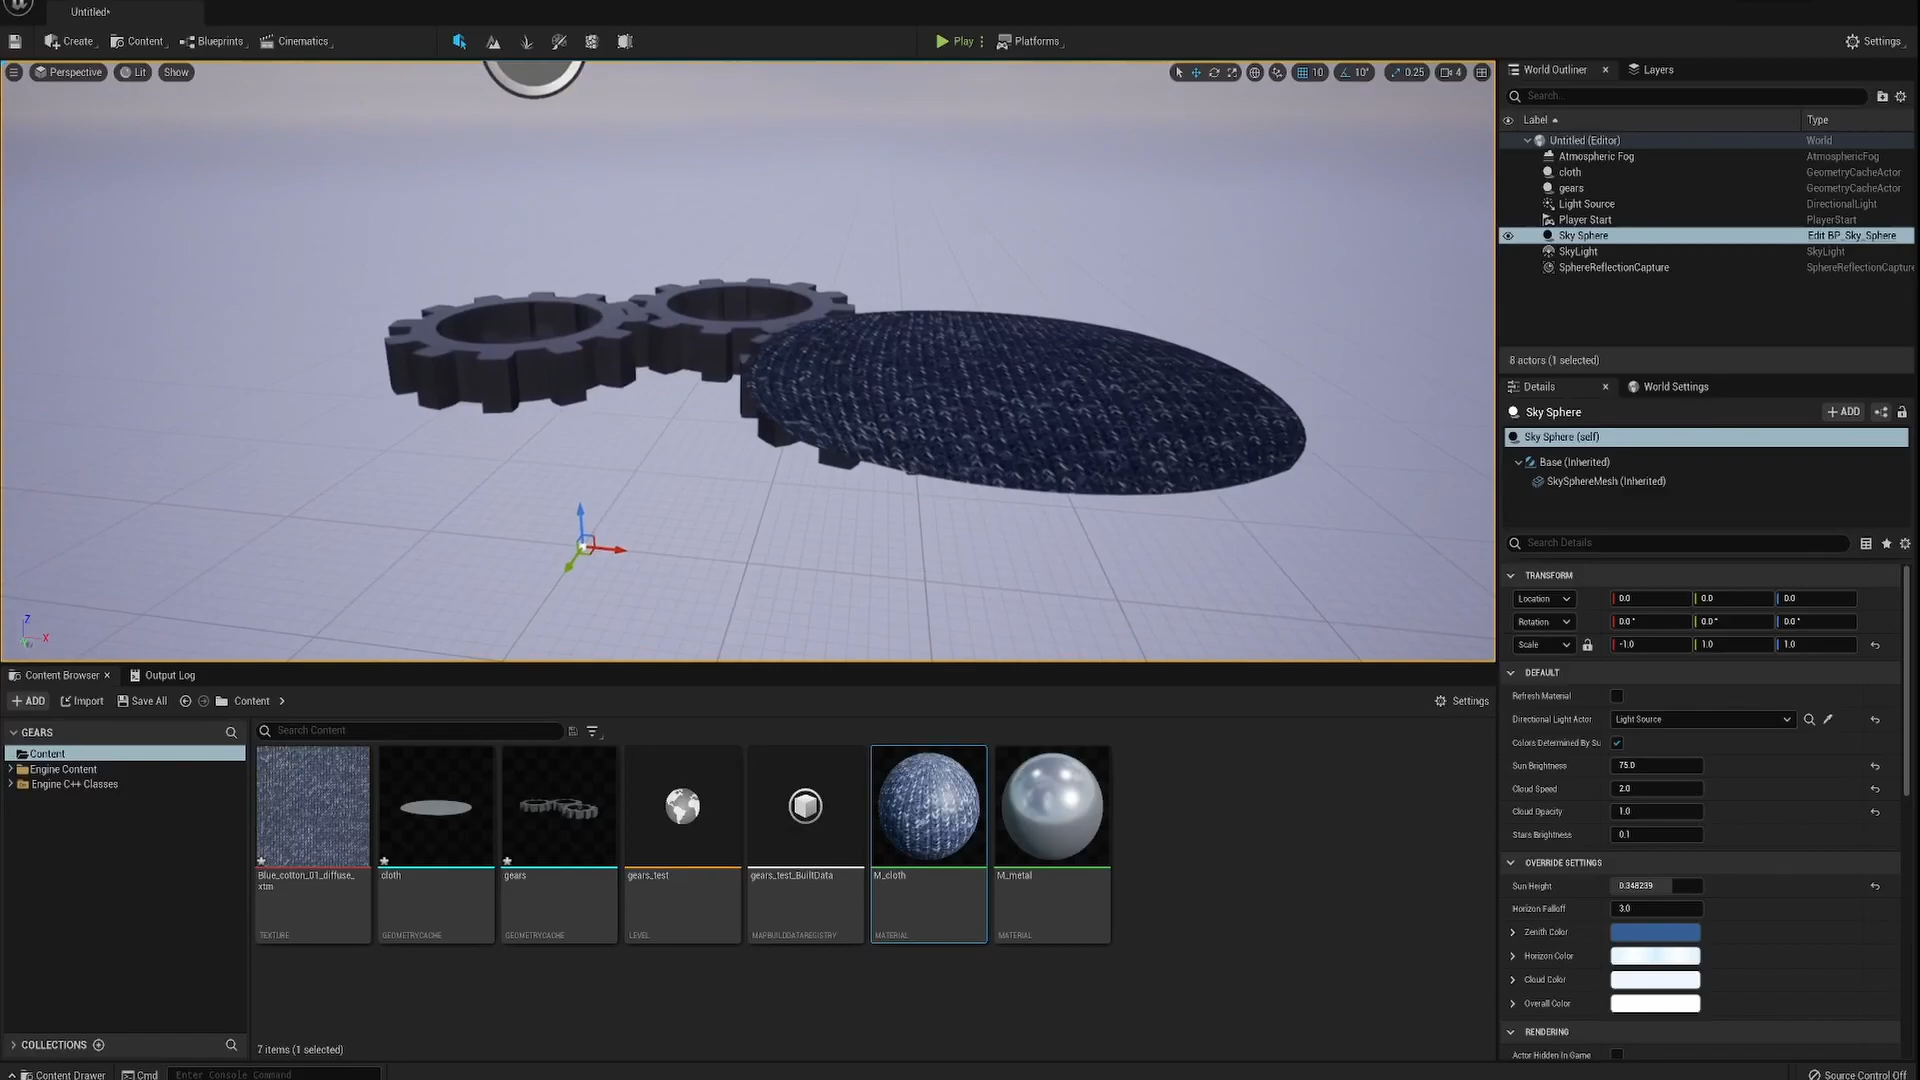 Untitled*
Create
Content
Blueprints
Cinematics
Play
Platforms
Settings
Perspective
Lit
Show
10
10°
0.25
4
Z
X
World Outliner
Layers
Search...
Label
Type
Untitled (Editor)
World
Atmospheric Fog
AtmosphericFog
cloth
GeometryCacheActor
gears
GeometryCacheActor
Light Source
DirectionalLight
Player Start
PlayerStart
Sky Sphere
Edit BP_Sky_Sphere
SkyLight
SkyLight
SphereReflectionCapture
SphereReflectionCapture
8 actors (1 selected)
Details
World Settings
Sky Sphere
ADD
Sky Sphere (self)
Base (Inherited)
SkySphereMesh (Inherited)
Search Details
TRANSFORM
Location
0.0
0.0
0.0
Rotation
0.0°
0.0°
0.0°
Scale
-1.0
1.0
1.0
DEFAULT
Refresh Material
Directional Light Actor
Light Source
Colors Determined By Su
Sun Brightness
75.0
Cloud Speed
2.0
Cloud Opacity
1.0
Stars Brightness
0.1
OVERRIDE SETTINGS
Sun Height
0.348239
Horizon Falloff
3.0
Zenith Color
Horizon Color
Cloud Color
Overall Color
RENDERING
Actor Hidden In Game
Content Browser
Output Log
ADD
Import
Save All
Content
Settings
GEARS
Content
Engine Content
Engine C++ Classes
Search Content
Blue_cotton_01_diffuse_
xtm
TEXTURE
cloth
GEOMETRYCACHE
gears
GEOMETRYCACHE
gears_test
LEVEL
gears_test_BuiltData
MAPBUILDDATAREGISTRY
M_cloth
MATERIAL
M_metal
MATERIAL
COLLECTIONS
7 items (1 selected)
Content Drawer
Cmd
Enter Console Command
Source Control Off